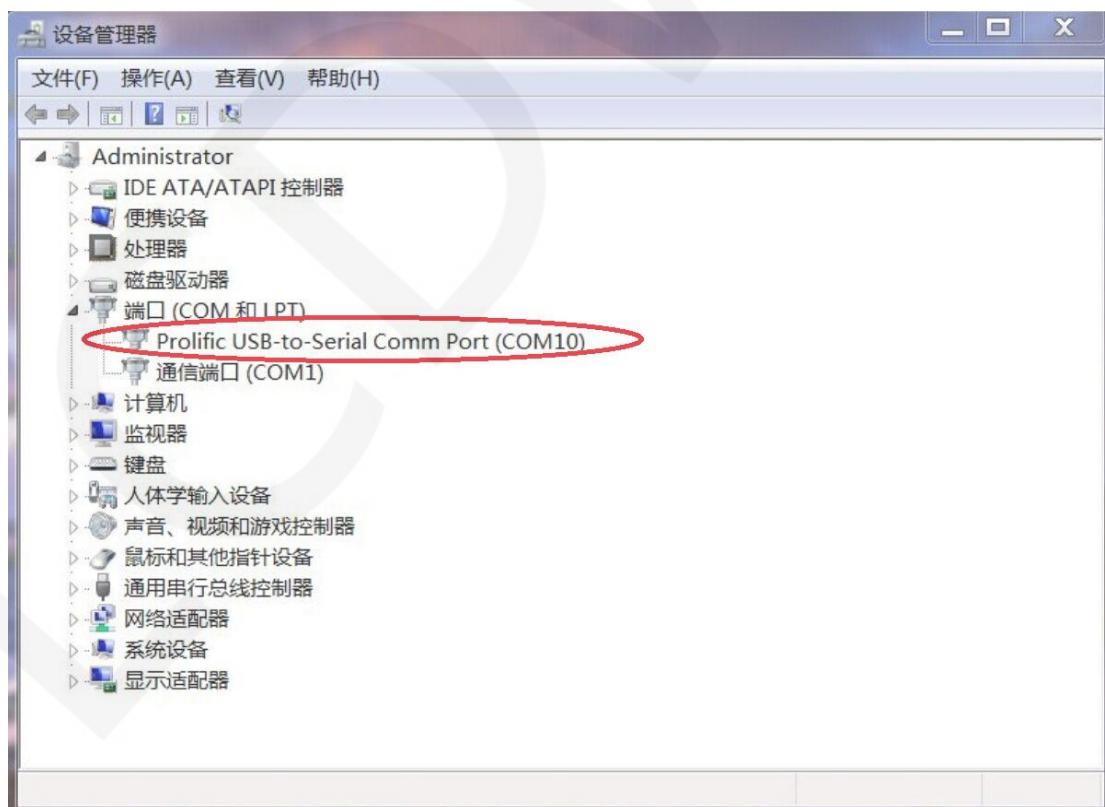 设备管理器
文件(F) 操作(A) 查看(V) 帮助(H)
Administrator
IDE ATA/ATAPI 控制器
便携设备
处理器
磁盘驱动器
端口 (COM 和 LPT)
Prolific USB-to-Serial Comm Port (COM10)
通信端口 (COM1)
计算机
监视器
键盘
人体学输入设备
声音、视频和游戏控制器
鼠标和其他指针设备
通用串行总线控制器
网络适配器
系统设备
显示适配器